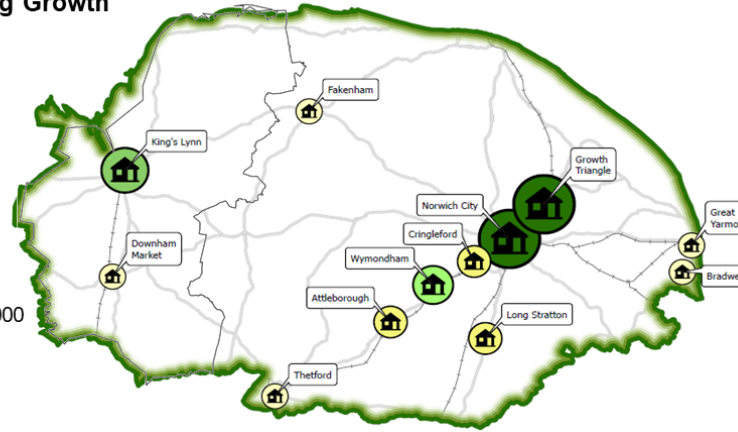 g Growth
Fakenham
King's Lynn
Growth
Triangle
Norwich City
Great
Yarmo
Cringleford
Downham
Market
Wymondham
Bradwe
Attleborough
000
Long Stratton
Thetford